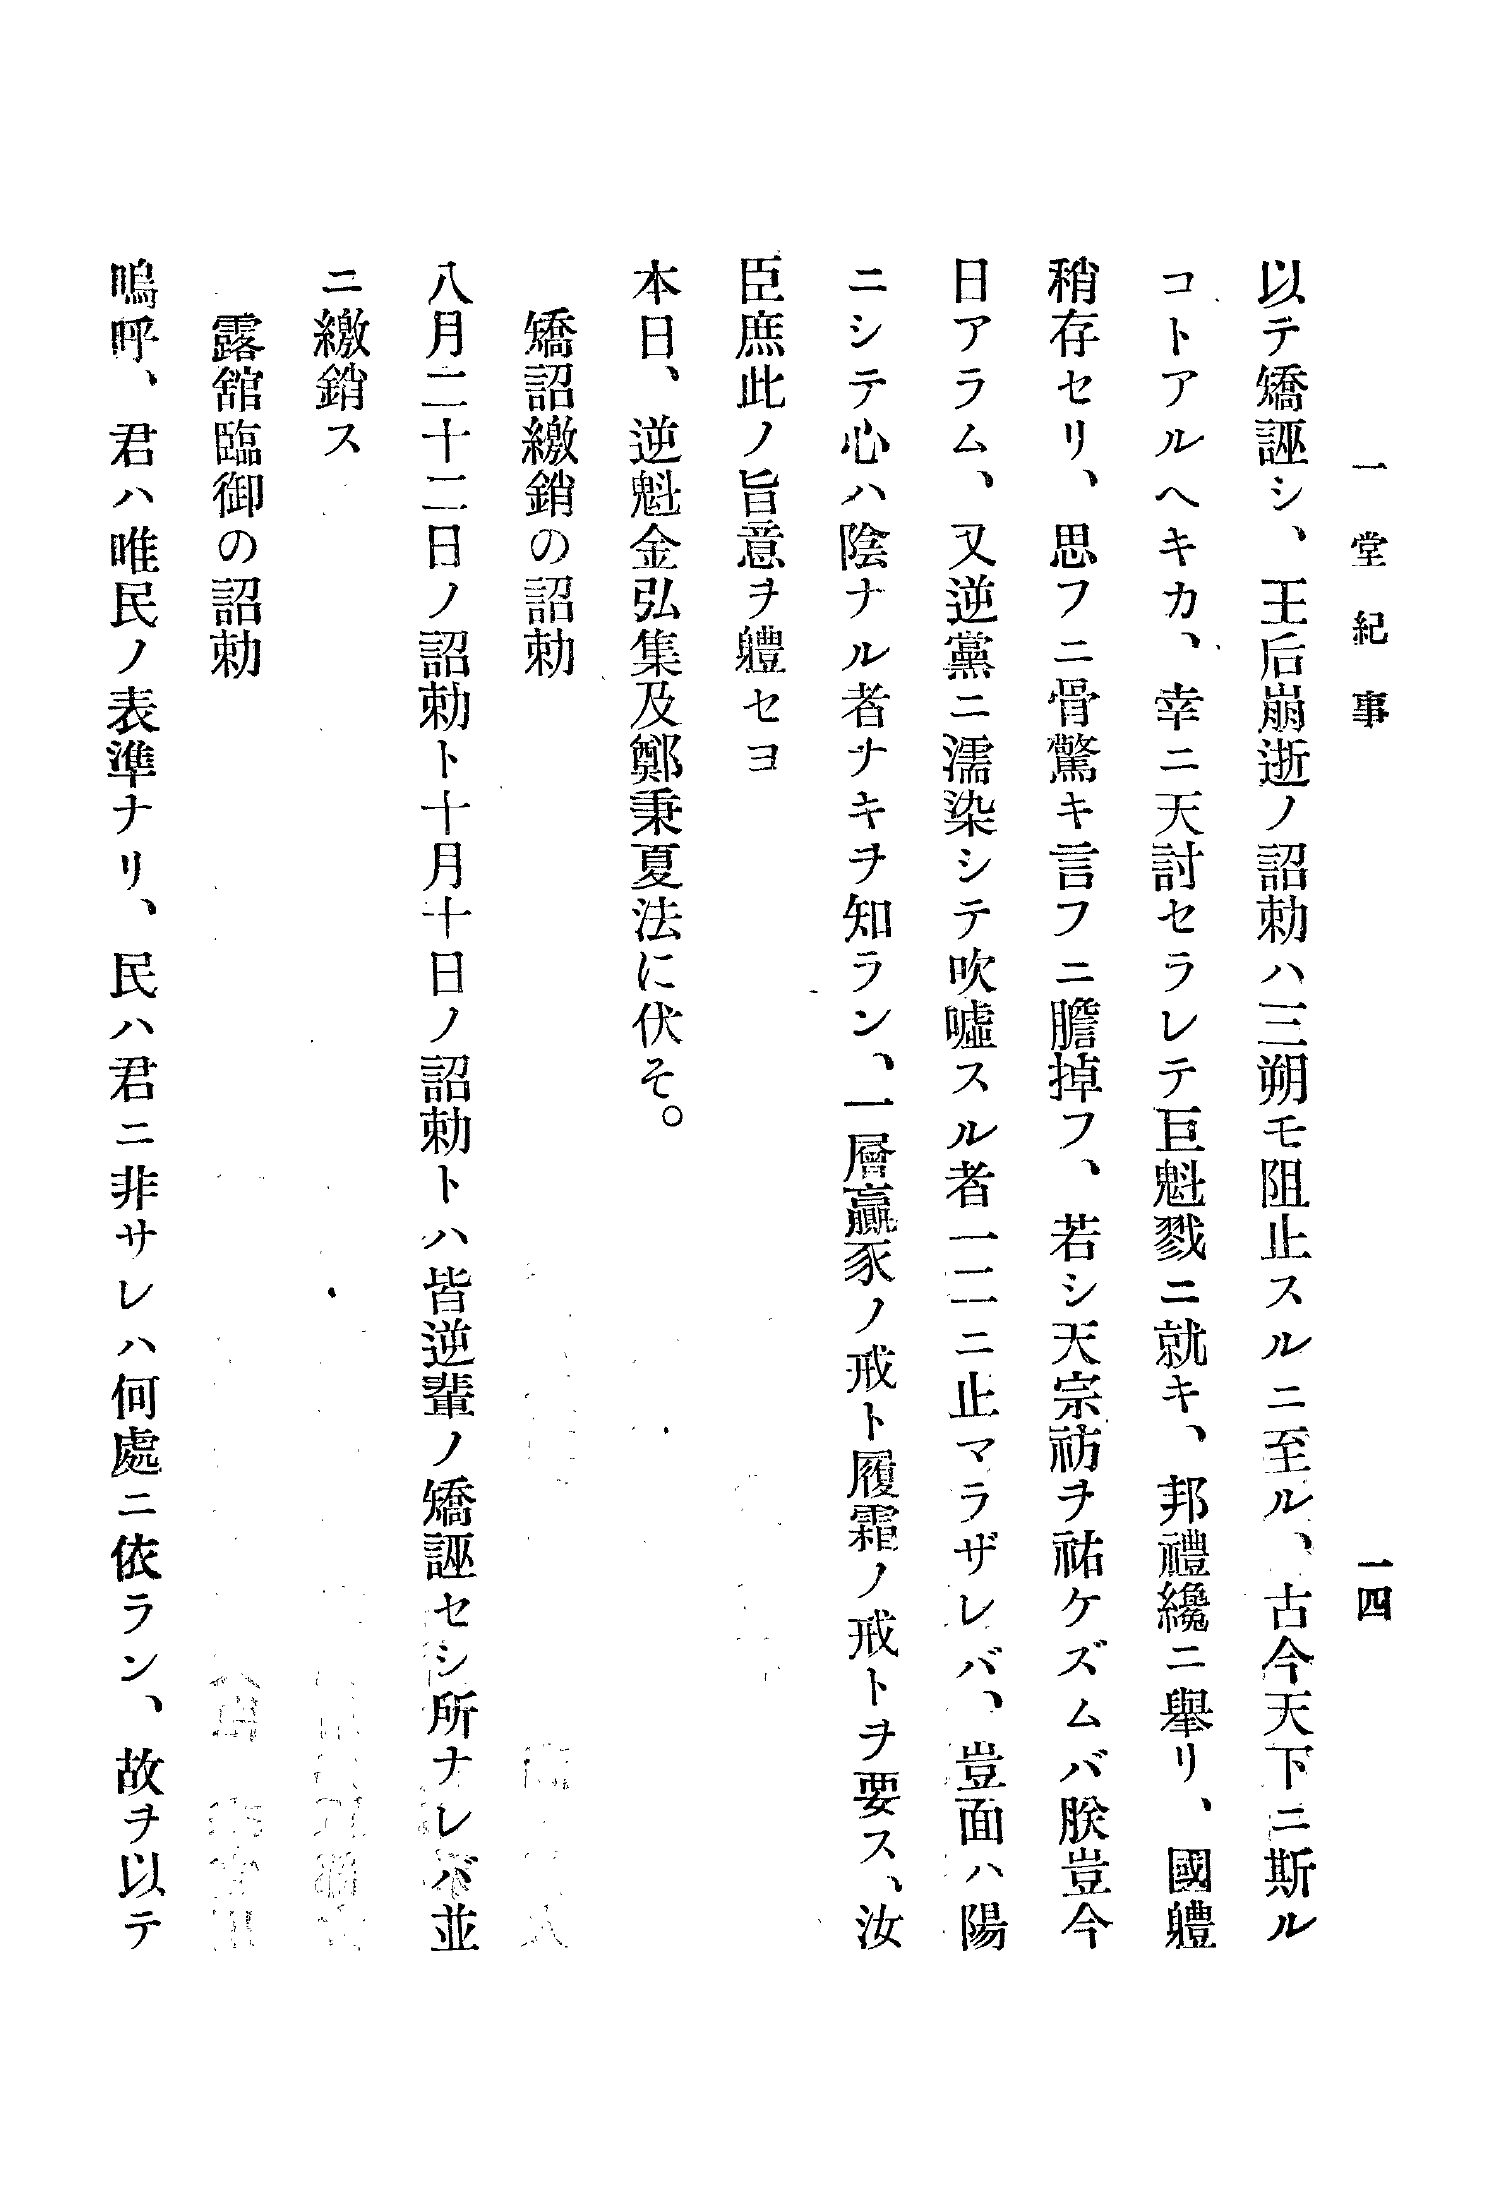 一堂紀事　一四
以テ矯誣シ、王后崩逝ノ詔勅ハ三朔モ阻止スルニ至ル、古今天下ニ斯ル
コトアルヘキカ、幸ニ天討セラレテ巨魁戮ニ就キ、邦禮纔ニ擧リ、國軆
稍存セリ、思フニ骨驚キ言フニ膽掉フ、若シ天宗祊ヲ祐ケズムバ朕豈今
日アラム、又逆黨ニ濡染シテ吹噓スル者一二ニ止マラザレバ、豈面ハ陽
ニシテ心ハ陰ナル者ナキヲ知ラン、一層羸豕ノ戒ト履霜ノ戒トヲ要ス、汝
臣庶此ノ旨意ヲ軆セヨ
本日、逆魁金弘集及鄭秉夏法に伏そ。
矯詔繳銷の詔勅
八月二十二日ノ詔勅ト十月十日ノ詔勅トハ皆逆輩ノ矯誣セシ所ナレバ並
ニ繳銷ス
露舘臨御の詔勅
嗚呼、君ハ唯民ノ表準ナリ、民ハ君ニ非サレハ何處ニ依ラン、故ヲ以テ